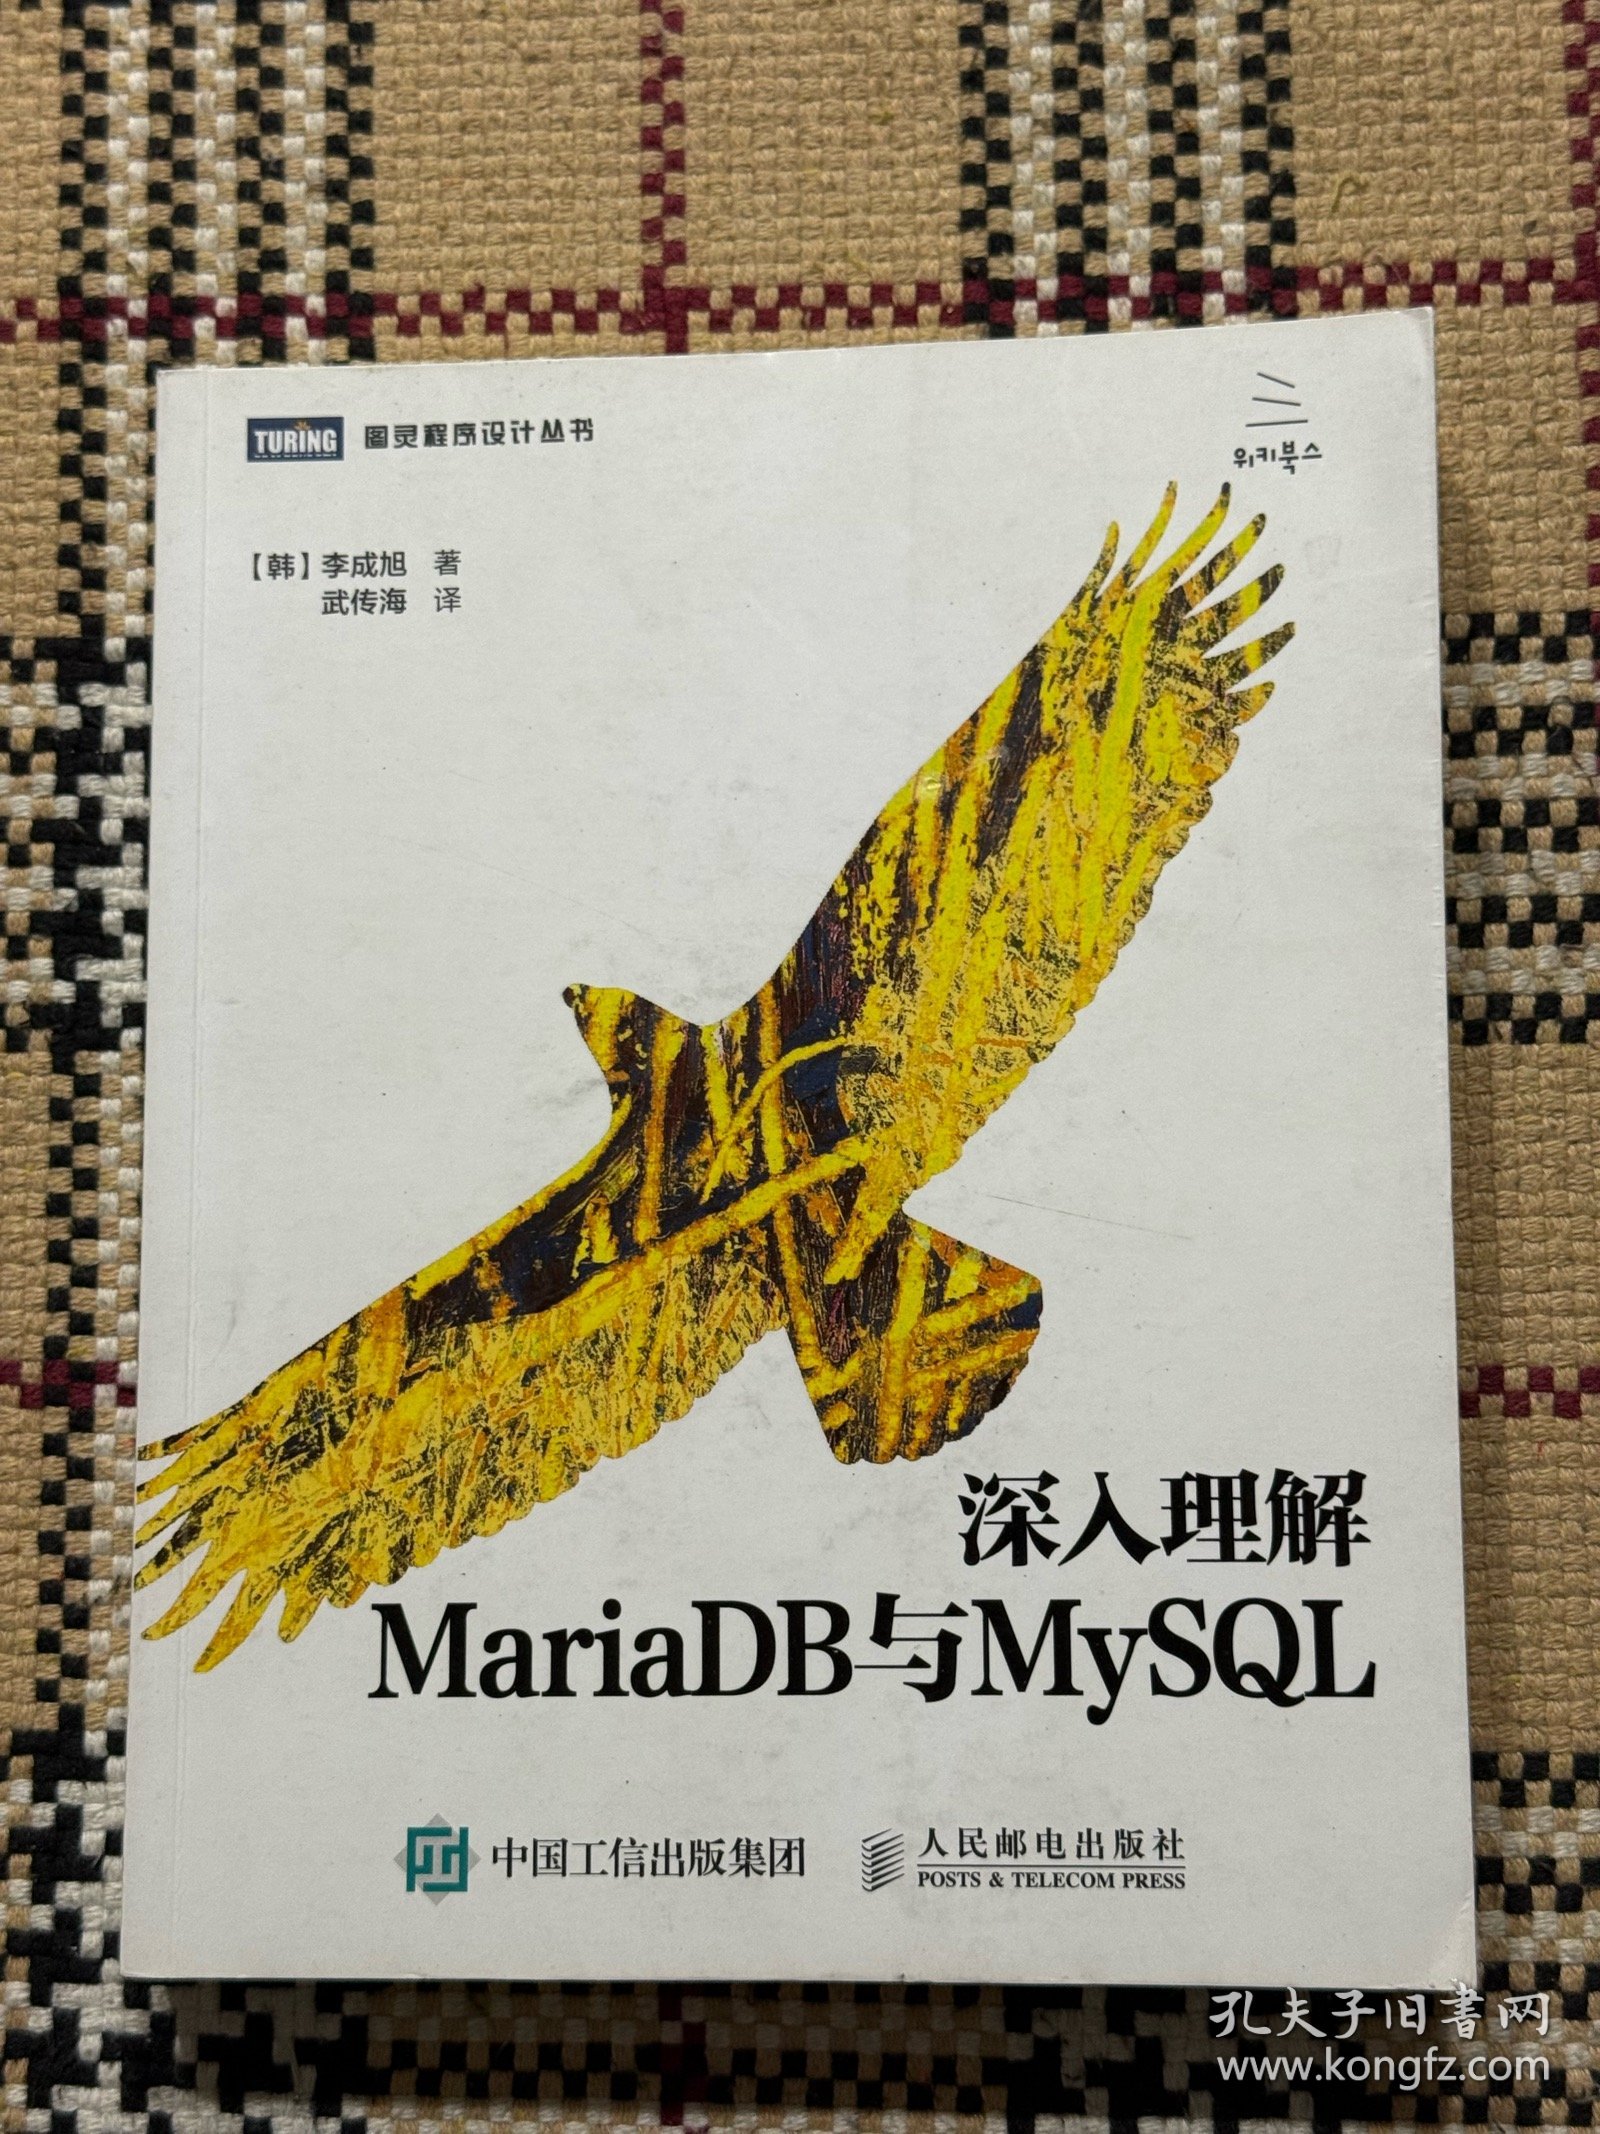 TURING 图灵程序设计丛书
위키북스
【韩】李成旭 著
武传海 译
深入理解
MariaDB与MySQL
中国工信出版集团
人民邮电出版社
POSTS & TELECOM PRESS
孔夫子旧書网
www.kongfz.com